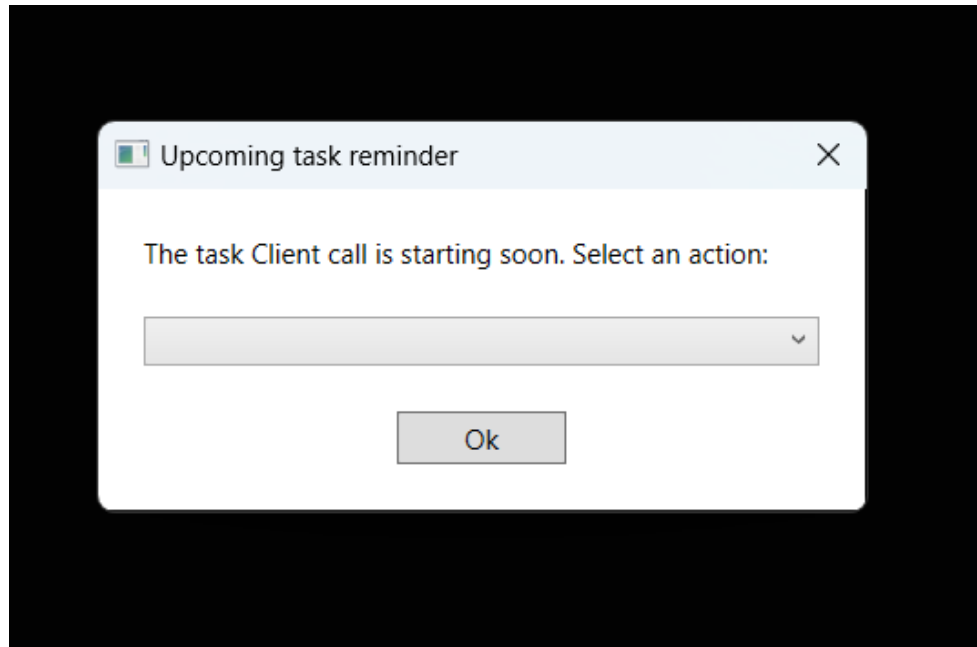 Upcoming task reminder
The task Client call is starting soon. Select an action:
Ok